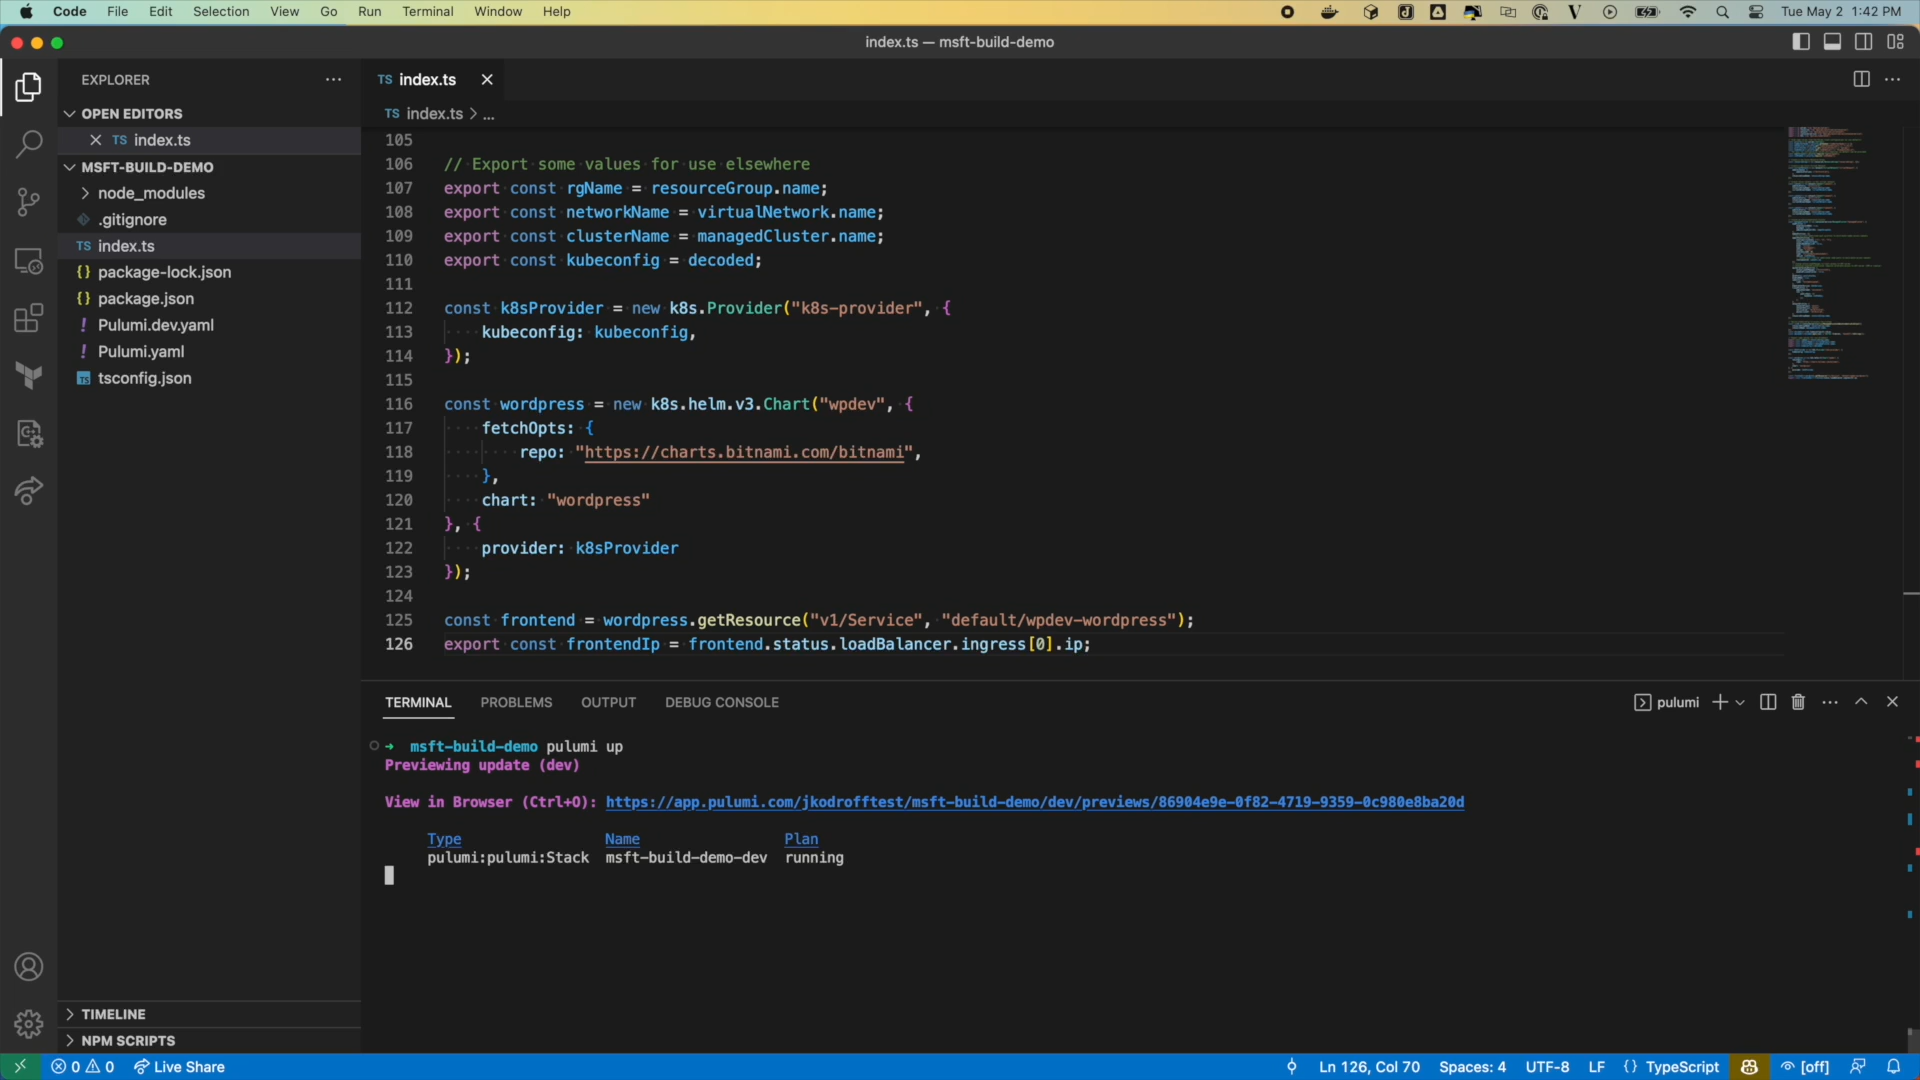 Code File Edit Selection View Go Run Terminal Window Help Tue May 2 1:42 PM
index.ts — msft-build-demo
EXPLORER
OPEN EDITORS
TS index.ts
MSFT-BUILD-DEMO
node_modules
.gitignore
TS index.ts
{} package-lock.json
{} package.json
! Pulumi.dev.yaml
! Pulumi.yaml
TS tsconfig.json
TIMELINE
NPM SCRIPTS
TS index.ts
TS index.ts > ...
105
106 // Export some values for use elsewhere
107 export const rgName = resourceGroup.name;
108 export const networkName = virtualNetwork.name;
109 export const clusterName = managedCluster.name;
110 export const kubeconfig = decoded;
111
112 const k8sProvider = new k8s.Provider("k8s-provider", {
113 kubeconfig: kubeconfig,
114 });
115
116 const wordpress = new k8s.helm.v3.Chart("wpdev", {
117 fetchOpts: {
118 repo: "https://charts.bitnami.com/bitnami",
119 },
120 chart: "wordpress"
121 }, {
122 provider: k8sProvider
123 });
124
125 const frontend = wordpress.getResource("v1/Service", "default/wpdev-wordpress");
126 export const frontendIp = frontend.status.loadBalancer.ingress[0].ip;
TERMINAL PROBLEMS OUTPUT DEBUG CONSOLE pulumi
→ msft-build-demo pulumi up
Previewing update (dev)
View in Browser (Ctrl+O): https://app.pulumi.com/jkodrofftest/msft-build-demo/dev/previews/86904e9e-0f82-4719-9359-0c980e8ba20d
Type Name Plan
pulumi:pulumi:Stack msft-build-demo-dev running
0 0 Live Share Ln 126, Col 70 Spaces: 4 UTF-8 LF {} TypeScript [off]